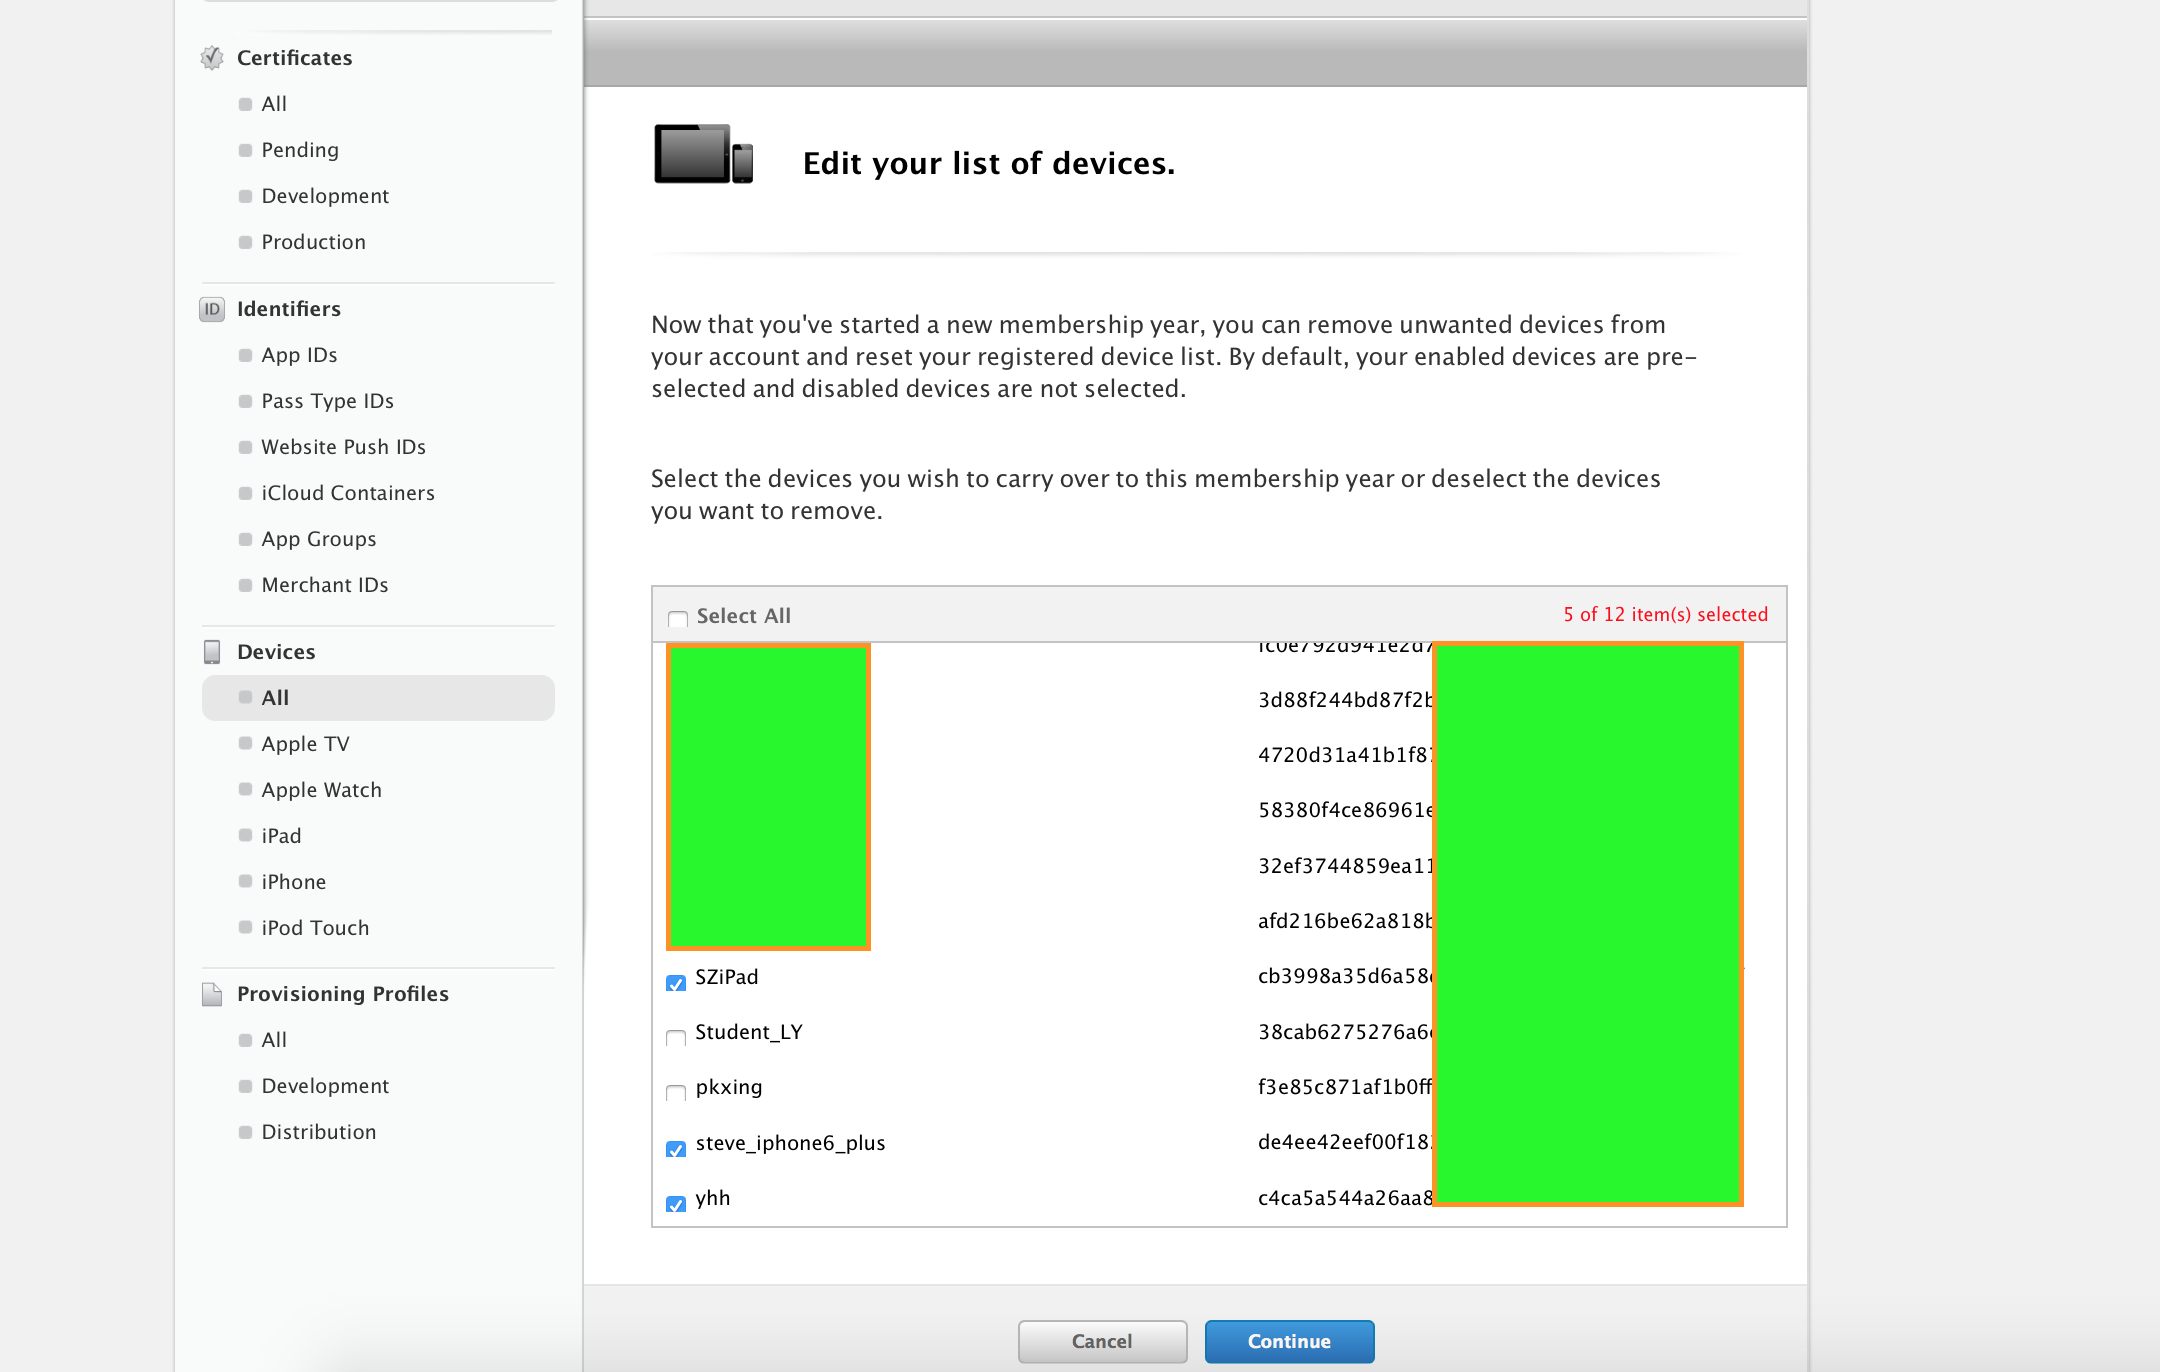 Certificates
All
Pending
Development
Production
ID Identifiers
App IDs
Pass Type IDs
Website Push IDs
iCloud Containers
App Groups
Merchant IDs
Devices
All
Apple TV
Apple Watch
iPad
iPhone
iPod Touch
Provisioning Profiles
All
Development
Distribution
Edit your list of devices.
Now that you've started a new membership year, you can remove unwanted devices from
your account and reset your registered device list. By default, your enabled devices are pre-
selected and disabled devices are not selected.
Select the devices you wish to carry over to this membership year or deselect the devices
you want to remove.
Select All 5 of 12 item(s) selected
3d88f244bd87f2b
4720d31a41b1f8
58380f4ce86961e
32ef3744859ea11
afd216be62a818b
SZiPad cb3998a35d6a58
Student_LY 38cab6275276a6
pkxing f3e85c871af1b0ff
steve_iphone6_plus de4ee42eef00f18
yhh c4ca5a544a26aa8
Cancel Continue